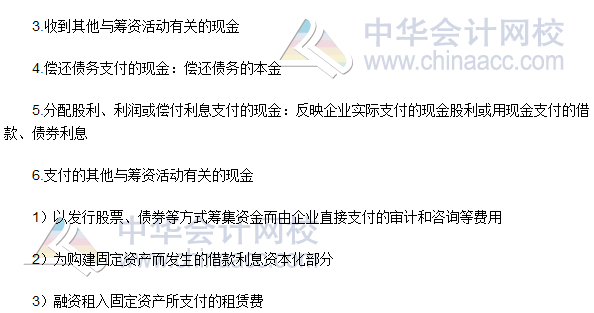 3.收到其他与筹资活动有关的现金
中华会计网校
www.chinaacc.com
4.偿还债务支付的现金：偿还债务的本金
5.分配股利、利润或偿付利息支付的现金：反映企业实际支付的现金股利或用现金支付的借
款、债券利息
6.支付的其他与筹资活动有关的现金
1）以发行股票、债券等方式筹集资金而由企业直接支付的审计和咨询等费用
中华会计网校
www.chinaacc.com
2）为购建固定资产而发生的借款利息资本化部分
3）融资租入固定资产所支付的租赁费